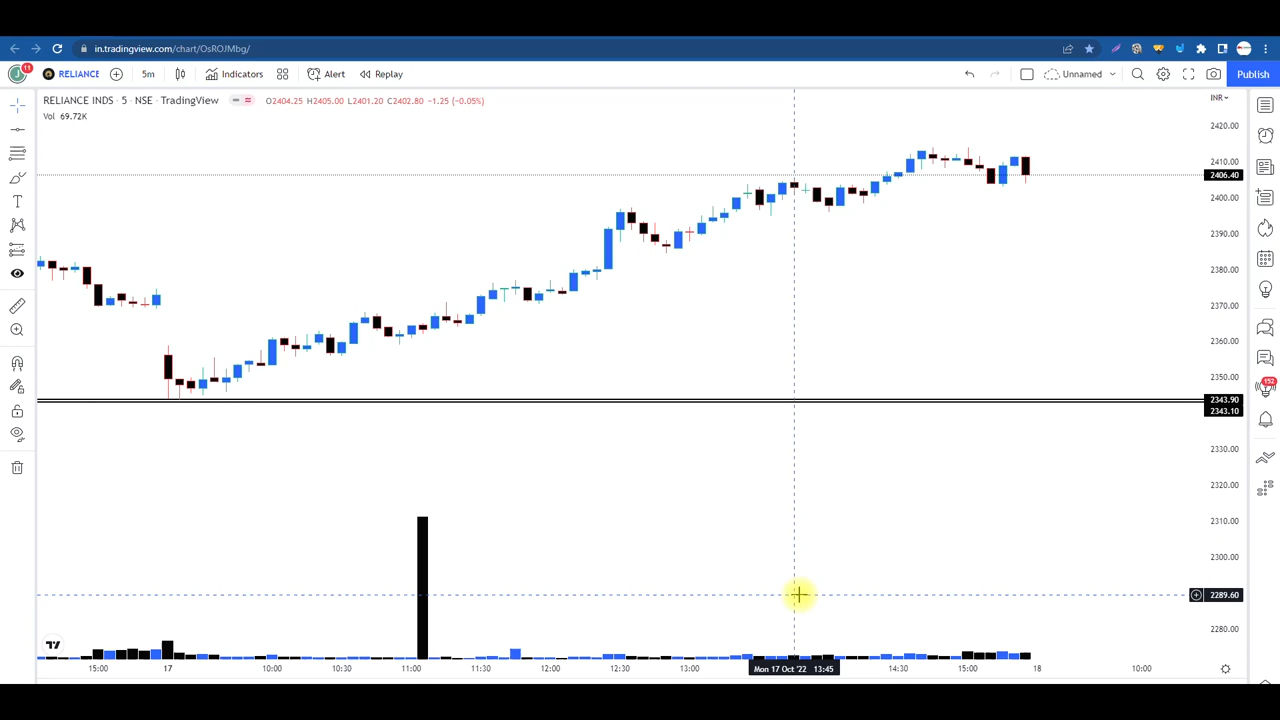 in.tradingview.com/chart/OsROJMbg/
11
RELIANCE
5m
Indicators
Alert
Replay
Unnamed
Publish
RELIANCE INDS · 5 · NSE · TradingView
O2404.25 H2405.00 L2401.20 C2402.80 −1.25 (−0.05%)
INR
Vol 69.72K
2420.00
2410.00
2406.40
2400.00
2390.00
2380.00
2370.00
2360.00
2350.00
2343.90
2343.10
2330.00
2320.00
2310.00
2300.00
2289.60
2280.00
152
15:00 17 10:00 10:30 11:00 11:30 12:00 12:30 13:00 Mon 17 Oct '22 13:45 14:30 15:00 18 10:00